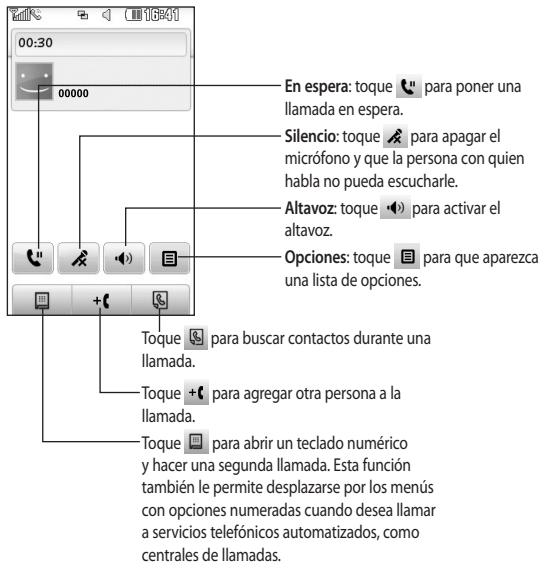 16:41
00:30
00000
En espera: toque para poner una
llamada en espera.
Silencio: toque para apagar el
micrófono y que la persona con quien
habla no pueda escucharle.
Altavoz: toque para activar el
altavoz.
Opciones: toque para que aparezca
una lista de opciones.
Toque para buscar contactos durante una
llamada.
Toque para agregar otra persona a la
llamada.
Toque para abrir un teclado numérico
y hacer una segunda llamada. Esta función
también le permite desplazarse por los menús
con opciones numeradas cuando desea llamar
a servicios telefónicos automatizados, como
centrales de llamadas.